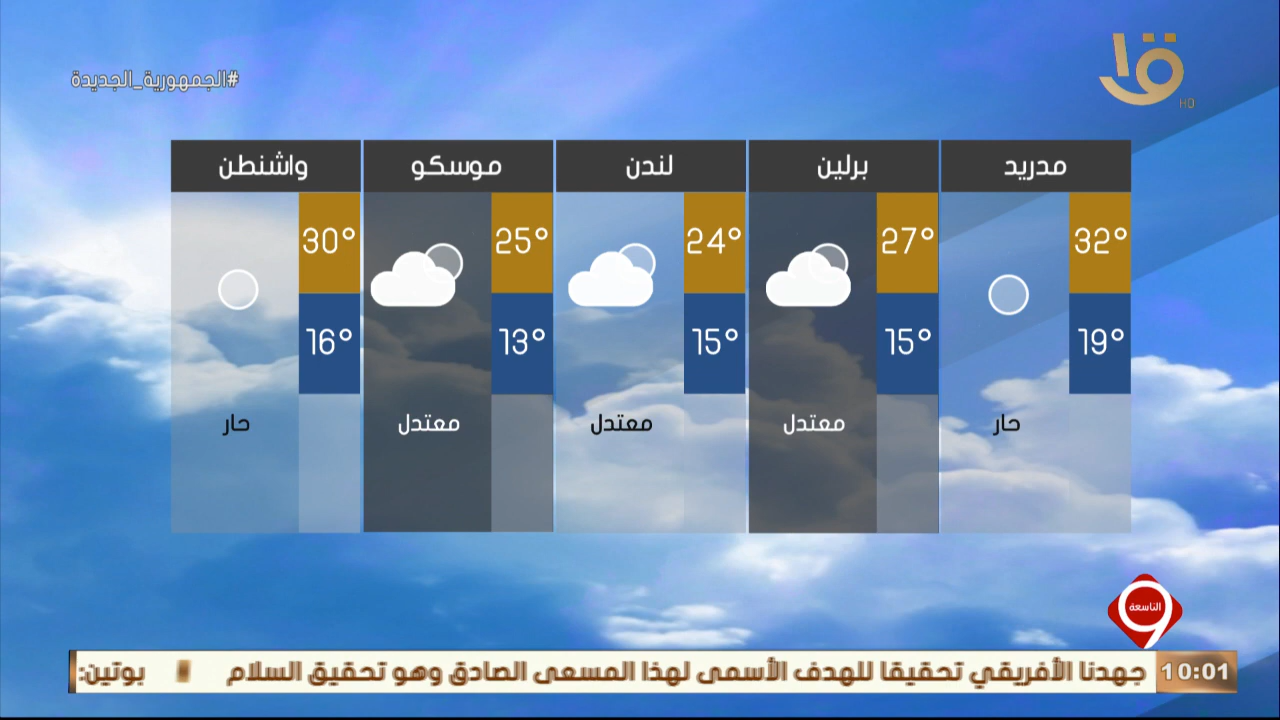 #الجمهورية_الجديدة
HD
مدريد
32°
19°
حار
برلين
27°
15°
معتدل
لندن
24°
15°
معتدل
موسكو
25°
13°
معتدل
واشنطن
30°
16°
حار
التاسعة
9
10:01
جهدنا الأفريقي تحقيقا للهدف الأسمى لهذا المسعى الصادق وهو تحقيق السلام
بوتين: